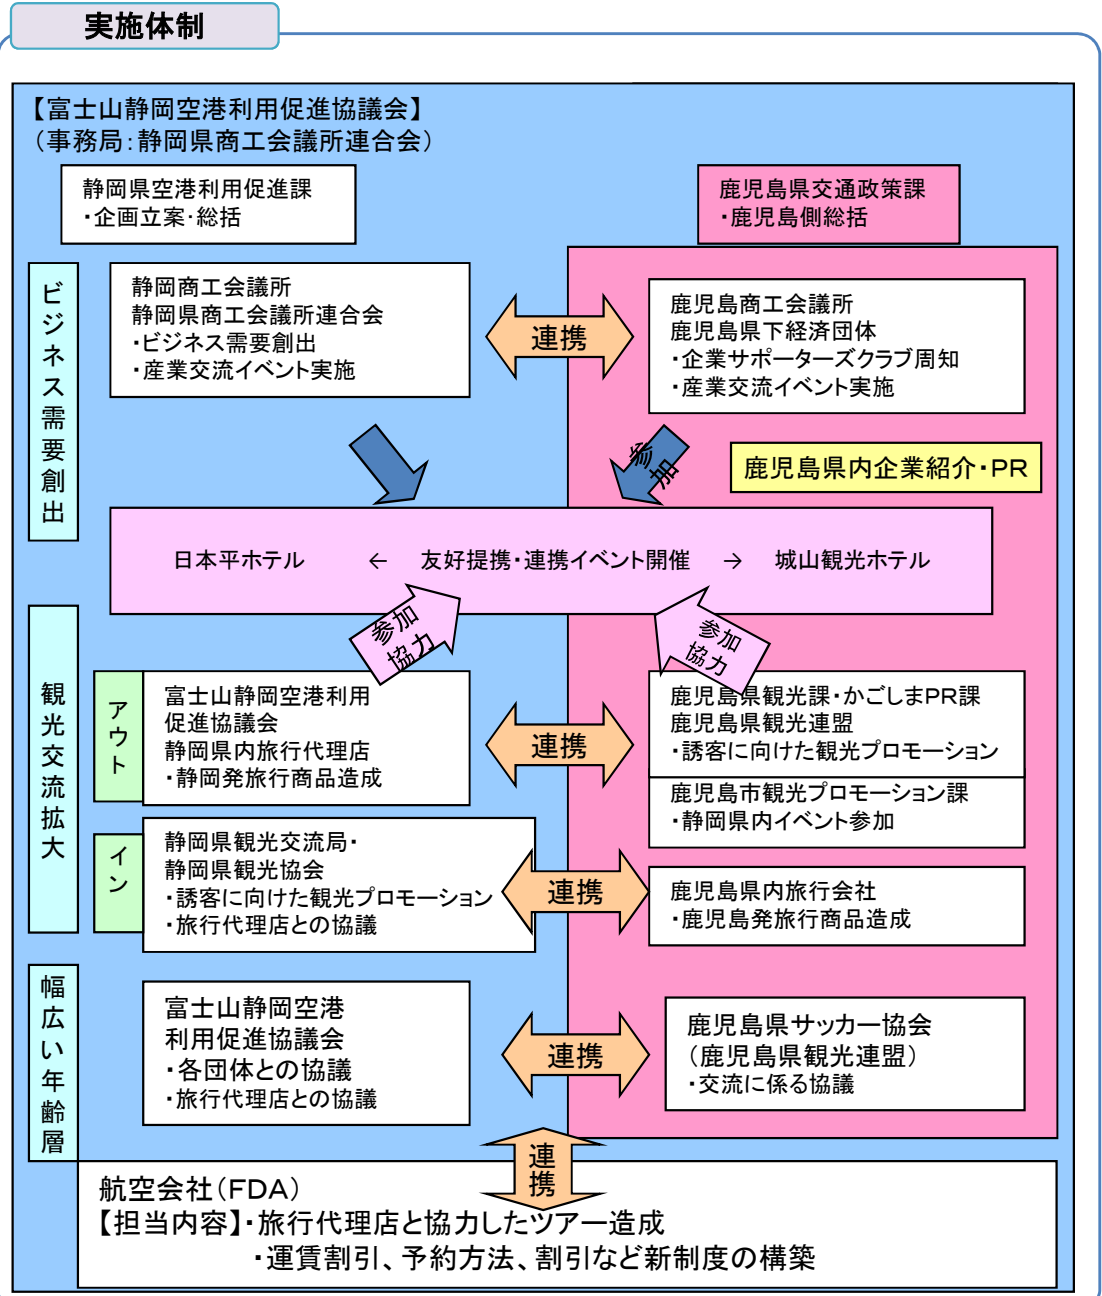 実施体制
【富士山静岡空港利用促進協議会】
（事務局：静岡県商工会議所連合会）
静岡県空港利用促進課
・企画立案・総括
鹿児島県交通政策課
・鹿児島側総括
ビジネス需要創出
静岡商工会議所
静岡県商工会議所連合会
・ビジネス需要創出
・産業交流イベント実施
連携
鹿児島商工会議所
鹿児島県下経済団体
・企業サポーターズクラブ周知
・産業交流イベント実施
参加
鹿児島県内企業紹介・PR
日本平ホテル ← 友好提携・連携イベント開催 → 城山観光ホテル
参加
協力
参加
協力
観光交流拡大
アウト
富士山静岡空港利用
促進協議会
静岡県内旅行代理店
・静岡発旅行商品造成
連携
鹿児島県観光課・かごしまPR課
鹿児島県観光連盟
・誘客に向けた観光プロモーション
鹿児島市観光プロモーション課
・静岡県内イベント参加
イン
静岡県観光交流局・
静岡県観光協会
・誘客に向けた観光プロモーション
・旅行代理店との協議
連携
鹿児島県内旅行会社
・鹿児島発旅行商品造成
幅広い年齢層
富士山静岡空港
利用促進協議会
・各団体との協議
・旅行代理店との協議
連携
鹿児島県サッカー協会
（鹿児島県観光連盟）
・交流に係る協議
連携
航空会社（FDA）
【担当内容】・旅行代理店と協力したツアー造成
・運賃割引、予約方法、割引など新制度の構築